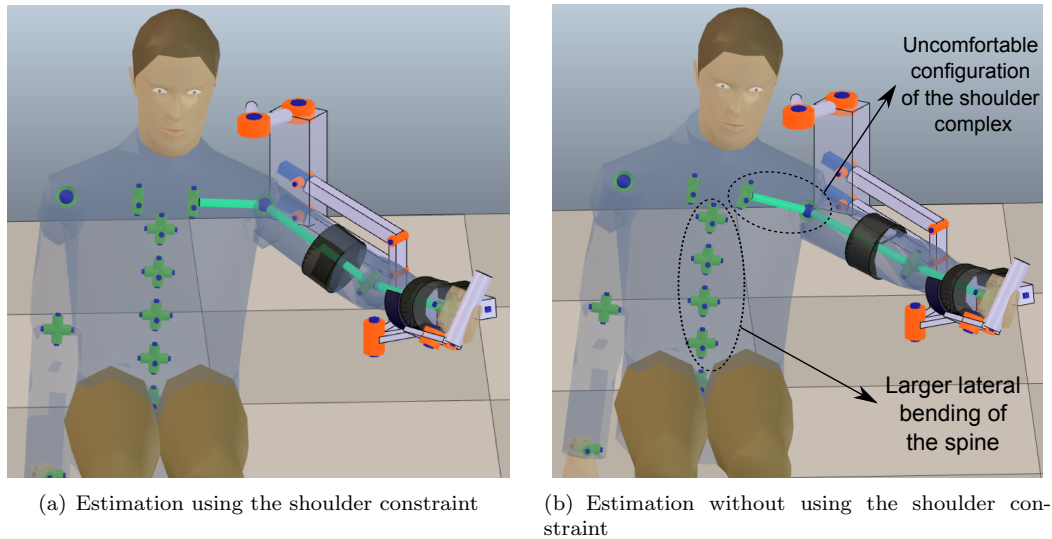 Uncomfortable
configuration
of the shoulder
complex
Larger lateral
bending of
the spine
(a) Estimation using the shoulder constraint
(b) Estimation without using the shoulder con-
straint